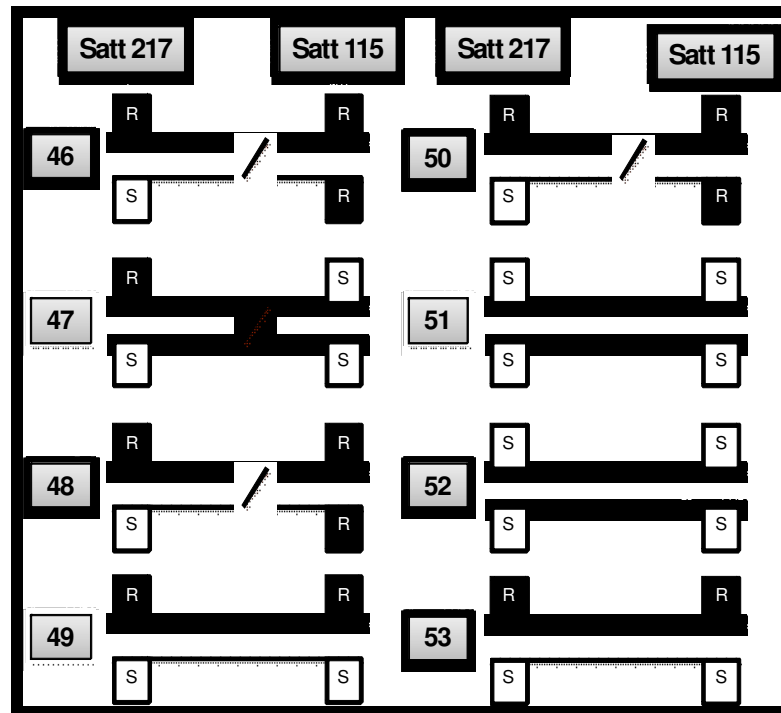 Satt 217 Satt 115 Satt 217 Satt 115
R R R R
46 50
S R S R
R S S S
47 51
S S S S
R R S S
48 52
S R S S
R R R R
49 53
S S S S